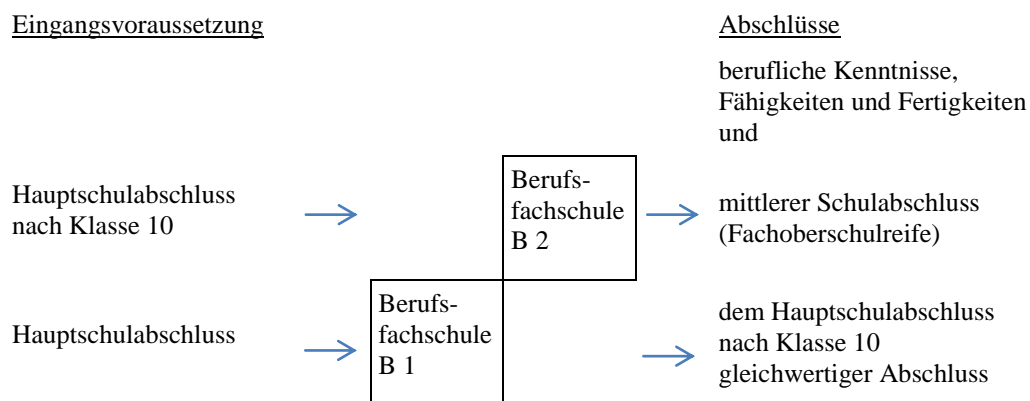 Eingangsvoraussetzung
Abschlüsse
berufliche Kenntnisse,
Fähigkeiten und Fertigkeiten
und
Hauptschulabschluss
nach Klasse 10
Berufs-
fachschule
B 2
mittlerer Schulabschluss
(Fachoberschulreife)
Hauptschulabschluss
Berufs-
fachschule
B 1
dem Hauptschulabschluss
nach Klasse 10
gleichwertiger Abschluss